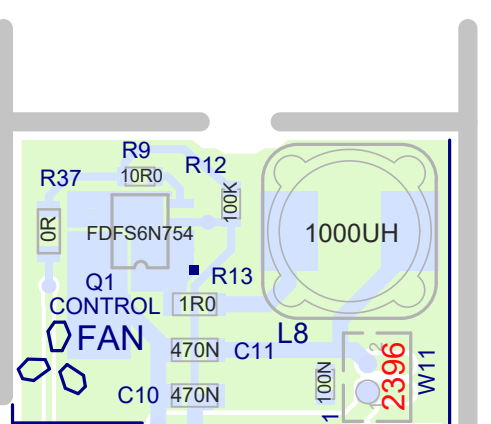 R9
R12
R37
10R0
100K
0R
FDFS6N754
1000UH
R13
Q1
CONTROL
1R0
FAN
L8
470N
C11
100N
2
2396
W11
C10
470N
1